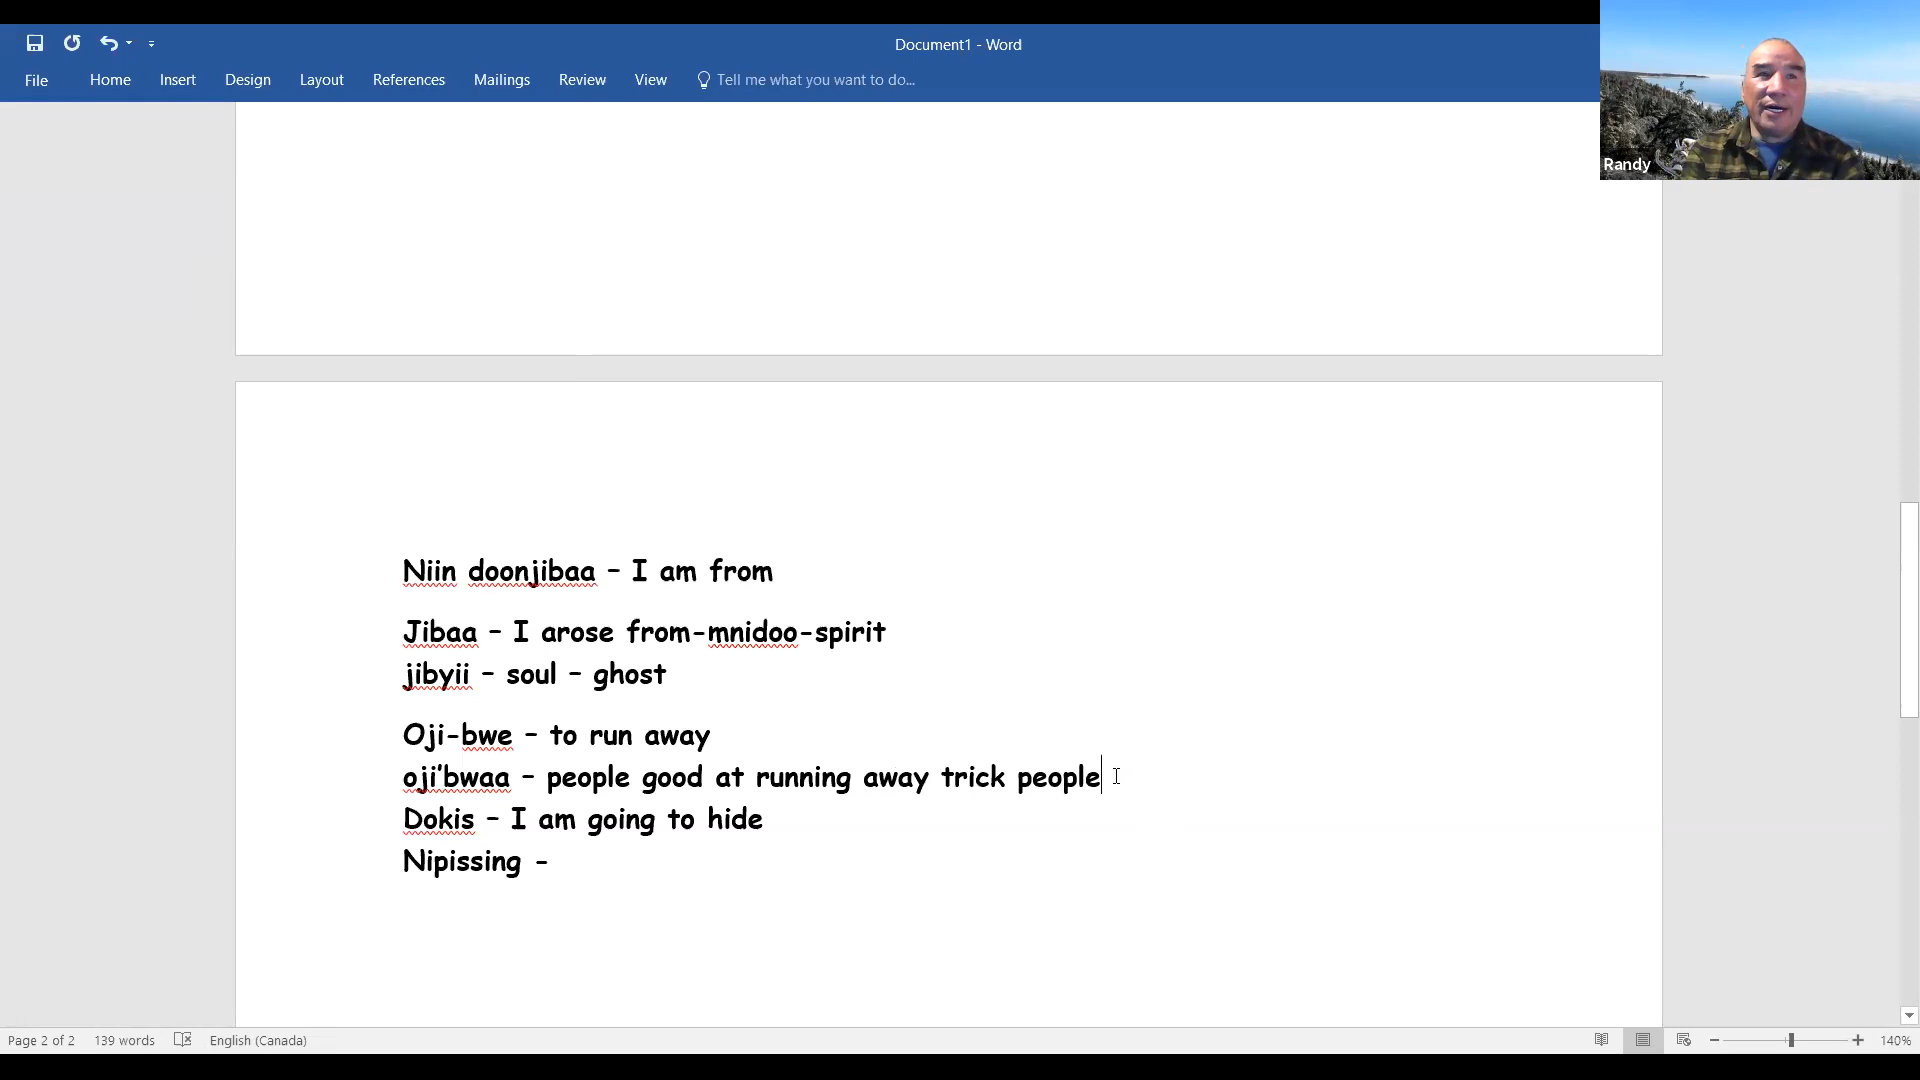 Document1 - Word
File Home Insert Design Layout References Mailings Review View Tell me what you want to do...
Randy
Niin doonjibaa – I am from
Jibaa – I arose from-mnidoo-spirit
jibyii – soul – ghost
Oji-bwe – to run away
oji’bwaa – people good at running away trick people
Dokis – I am going to hide
Nipissing -
Page 2 of 2 139 words English (Canada) 140%